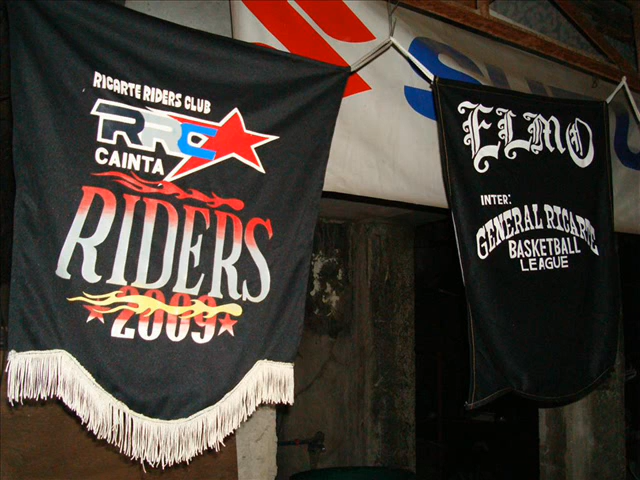 RICARTE RIDERS CLUB
RRC
CAINTA
RIDERS
2009
ELMO
INTER:
GENERAL RICARTE
BASKETBALL
LEAGUE